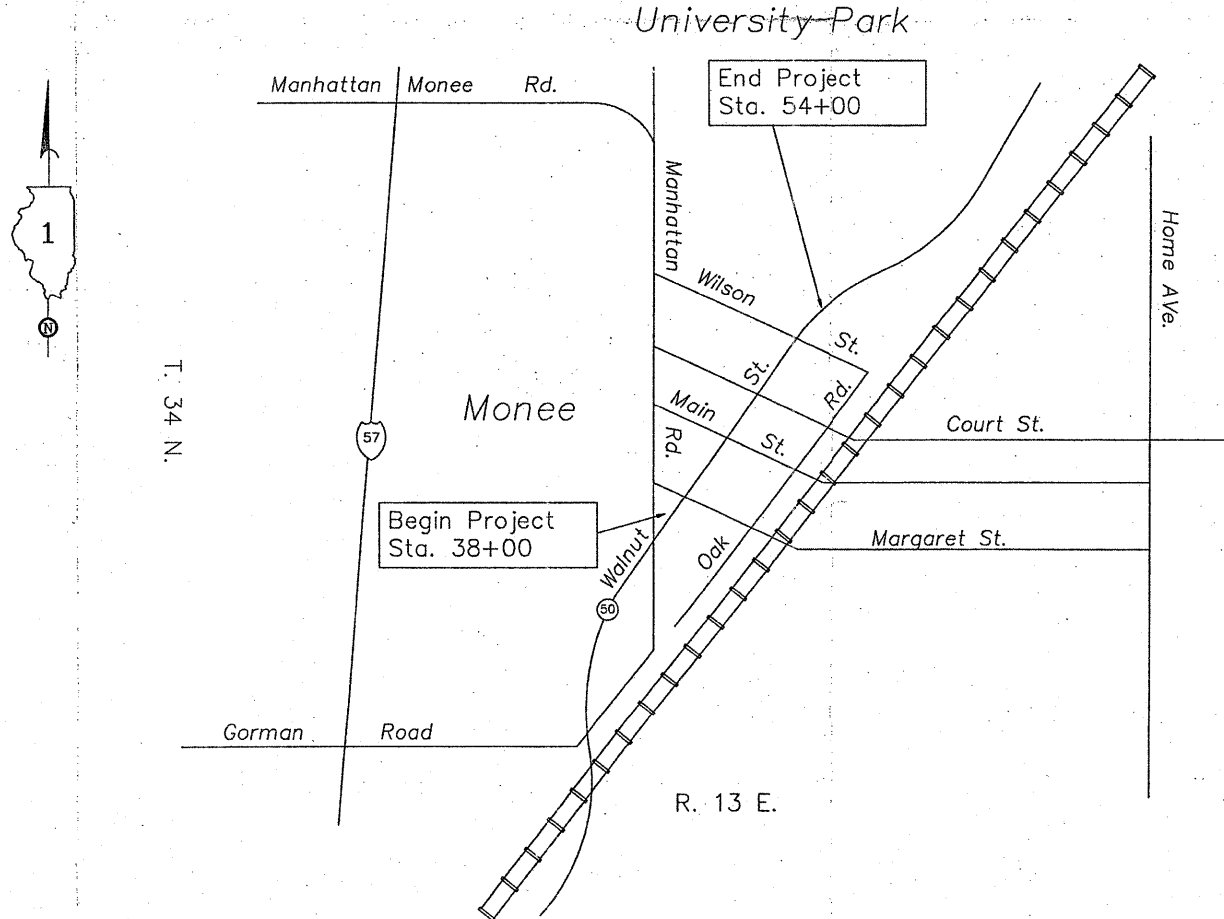 University Park
End Project
Sta. 54+00
Manhattan Monee Rd.
Manhattan
Rd.
Home AVe.
1
N
Wilson St.
T. 34 N.
Monee
St.
Rd.
Main St.
Court St.
57
Begin Project
Sta. 38+00
Walnut
Oak
Margaret St.
50
Gorman Road
R. 13 E.